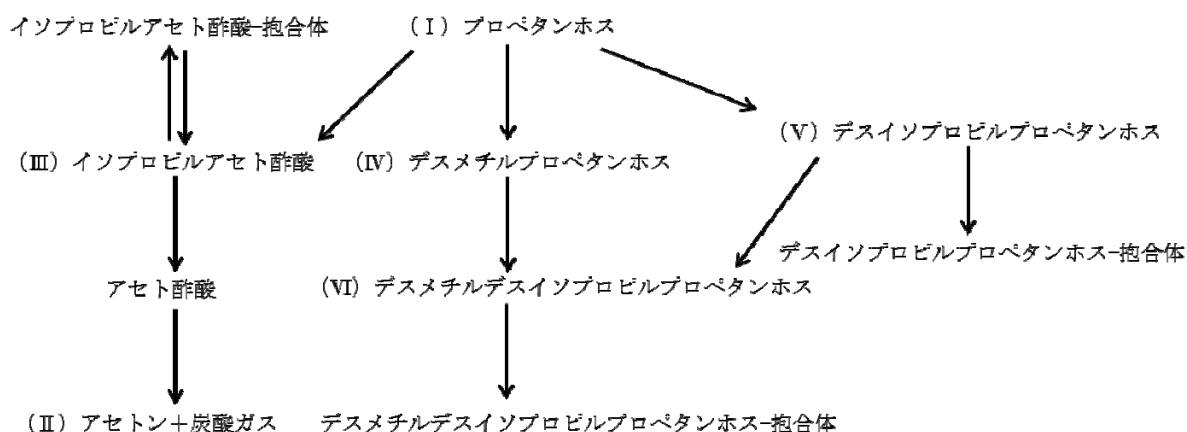 イソプロピルアセト酢酸-抱合体 (Ⅰ)プロペタンホス
(Ⅴ)デスイソプロピルプロペタンホス
(Ⅲ)イソプロピルアセト酢酸 (Ⅳ)デスメチルプロペタンホス
デスイソプロピルプロペタンホス-抱合体
アセト酢酸 (Ⅵ)デスメチルデスイソプロピルプロペタンホス
(Ⅱ)アセトン+炭酸ガス デスメチルデスイソプロピルプロペタンホス-抱合体